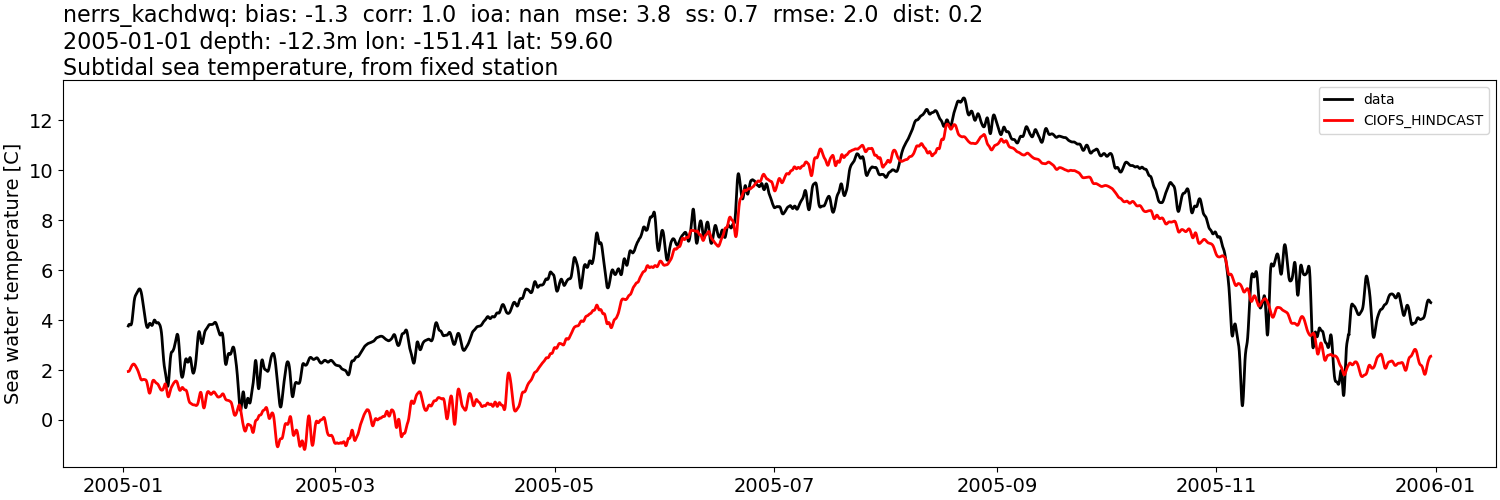 nerrs_kachdwq: bias: -1.3 corr: 1.0 ioa: nan mse: 3.8 ss: 0.7 rmse: 2.0 dist: 0.2
2005-01-01 depth: -12.3m lon: -151.41 lat: 59.60
Subtidal sea temperature, from fixed station
Sea water temperature [C]
12
10
8
6
4
2
0
data
CIOFS_HINDCAST
2005-01 2005-03 2005-05 2005-07 2005-09 2005-11 2006-01